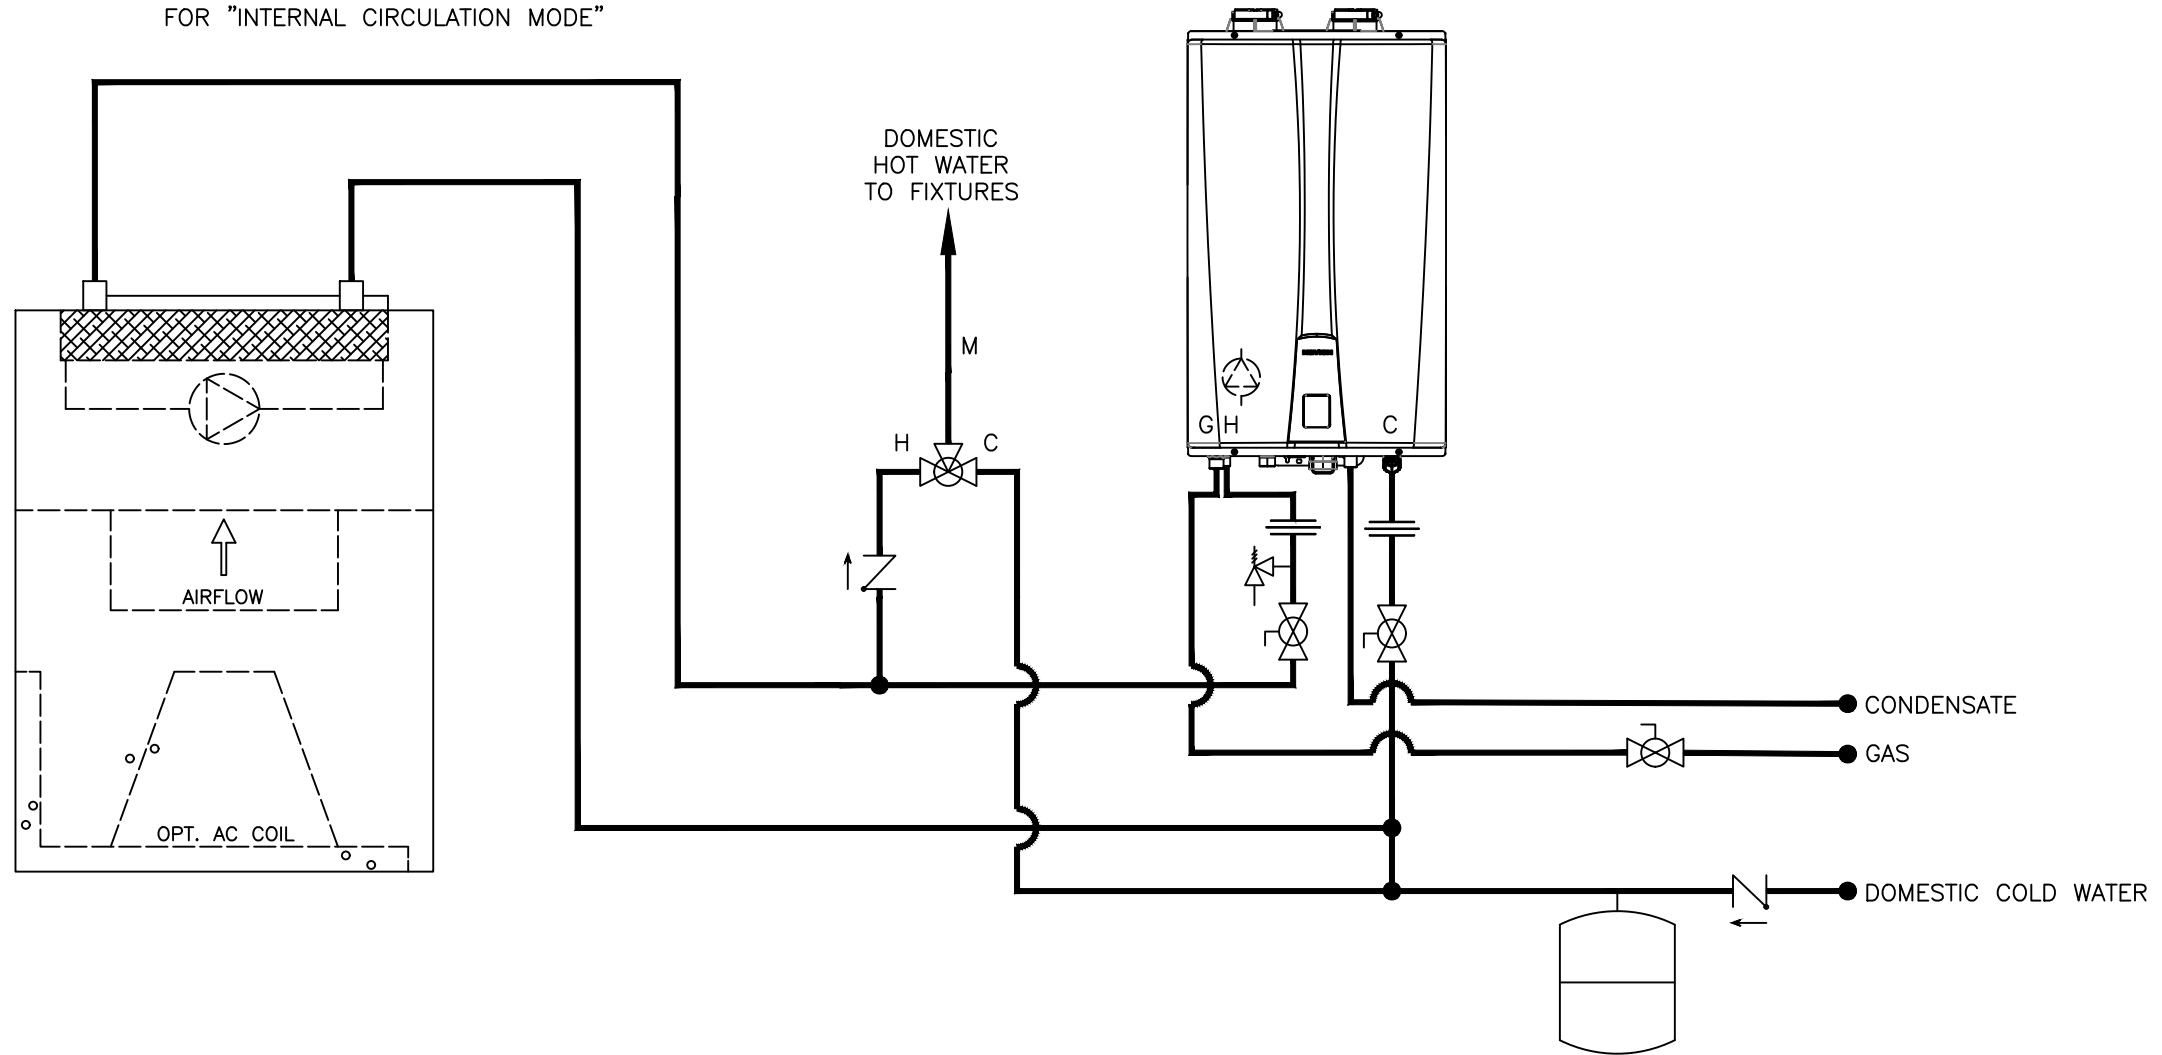 FOR "INTERNAL CIRCULATION MODE"
DOMESTIC
HOT WATER
TO FIXTURES
M
H
C
G H
C
AIRFLOW
OPT. AC COIL
CONDENSATE
GAS
DOMESTIC COLD WATER